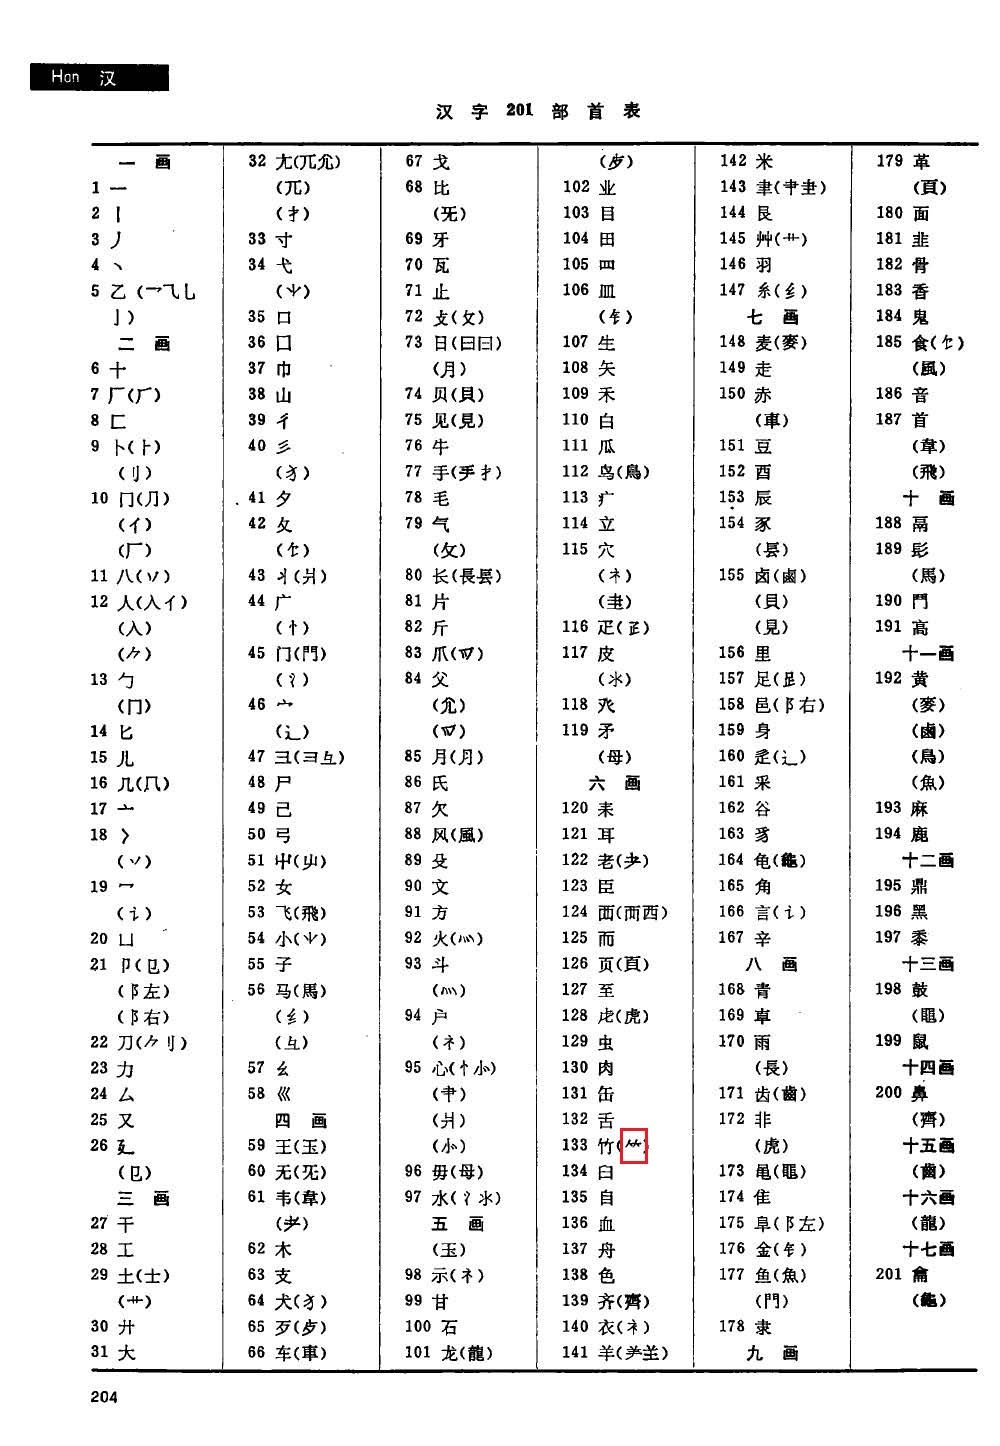 Han 汉
汉字201部首表
一画
1 一
2 丨
3 丿
4 丶
5 乙(乛⺄乚
亅)
二画
6 十
7 厂(𠂆)
8 匚
9 卜(⺊)
(刂)
10 冂(⺆)
(亻)
(𠂆)
11 八(丷)
12 人(入亻)
(入)
(⺈)
13 勹
(⺆)
14 匕
15 儿
16 几(𠘨)
17 亠
18 冫
(丷)
19 冖
(讠)
20 凵
21 卩(㔾)
(阝左)
(阝右)
22 刀(⺈刂)
23 力
24 厶
25 又
26 廴
(㔾)
三画
27 干
28 工
29 土(士)
(艹)
30 廾
31 大
32 尢(兀尣)
(兀)
(扌)
33 寸
34 弋
(⺌)
35 口
36 囗
37 巾
38 山
39 彳
40 彡
(犭)
41 夕
42 夂
(饣)
43 丬(爿)
44 广
(忄)
45 门(門)
(氵)
46 宀
(辶)
47 彐(⺕彑)
48 尸
49 己
50 弓
51 屮(屮)
52 女
53 飞(飛)
54 小(⺌)
55 子
56 马(馬)
(纟)
(彑)
57 幺
58 巛
四画
59 王(玉)
60 无(旡)
61 韦(韋)
(耂)
62 木
63 支
64 犬(犭)
65 歹(歺)
66 车(車)
67 戈
68 比
(旡)
69 牙
70 瓦
71 止
72 攴(攵)
73 日(曰冃)
(月)
74 贝(貝)
75 见(見)
76 牛
77 手(龵扌)
78 毛
79 气
(攵)
80 长(長镸)
81 片
82 斤
83 爪(爫)
84 父
(尣)
(爫)
85 月(⺝)
86 氏
87 欠
88 风(風)
89 殳
90 文
91 方
92 火(灬)
93 斗
(灬)
94 户
(礻)
95 心(忄⺗)
(肀)
(爿)
(⺗)
96 毋(母)
97 水(氵氺)
五画
(玉)
98 示(礻)
99 甘
100 石
101 龙(龍)
(歺)
102 业
103 目
104 田
105 罒
106 皿
(钅)
107 生
108 矢
109 禾
110 白
111 瓜
112 鸟(鳥)
113 疒
114 立
115 穴
(衤)
(⺻)
116 疋(⺪)
117 皮
(氺)
118 癶
119 矛
(母)
六画
120 耒
121 耳
122 老(耂)
123 臣
124 覀(襾西)
125 而
126 页(頁)
127 至
128 虍(虎)
129 虫
130 肉
131 缶
132 舌
133 竹(⺮)
134 臼
135 自
136 血
137 舟
138 色
139 齐(齊)
140 衣(衤)
141 羊(⺶⺷)
142 米
143 聿(肀⺻)
144 艮
145 艸(艹)
146 羽
147 糸(纟)
七画
148 麦(麥)
149 走
150 赤
(車)
151 豆
152 酉
153 辰
154 豕
(镸)
155 卤(鹵)
(貝)
(見)
156 里
157 足(⻊)
158 邑(阝右)
159 身
160 辵(辶)
161 釆
162 谷
163 豸
164 龟(龜)
165 角
166 言(讠)
167 辛
八画
168 青
169 卓
170 雨
(長)
171 齿(齒)
172 非
(虎)
173 黾(黽)
174 隹
175 阜(阝左)
176 金(钅)
177 鱼(魚)
(門)
178 隶
九画
179 革
(頁)
180 面
181 韭
182 骨
183 香
184 鬼
185 食(饣)
(風)
186 音
187 首
(韋)
(飛)
十画
188 鬲
189 髟
(馬)
190 鬥
191 高
十一画
192 黄
(麥)
(鹵)
(鳥)
(魚)
193 麻
194 鹿
十二画
195 鼎
196 黑
197 黍
十三画
198 鼓
(黽)
199 鼠
十四画
200 鼻
(齊)
十五画
(齒)
十六画
(龍)
十七画
201 龠
(龜)
204